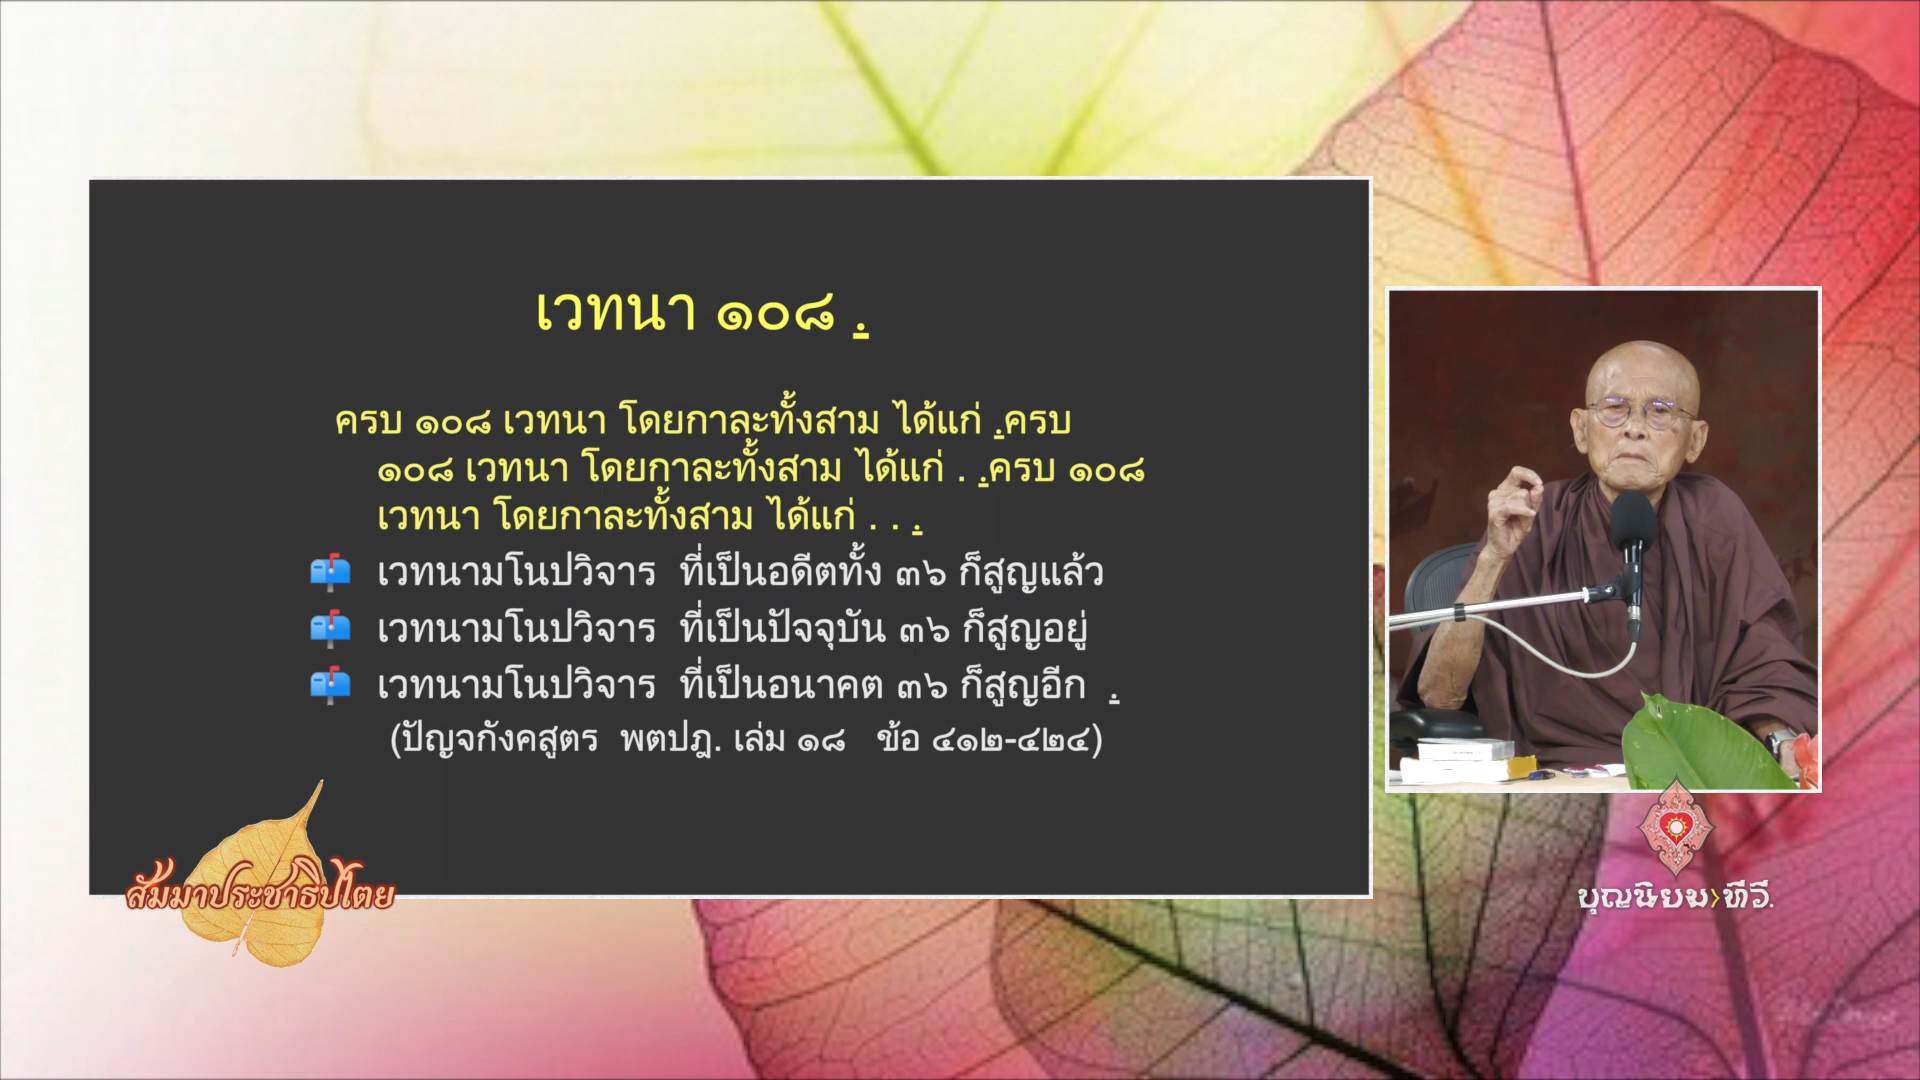 เวทนา ๑๐๘ .
ครบ ๑๐๘ เวทนา โดยกาละทั้งสาม ได้แก่ .ครบ
๑๐๘ เวทนา โดยกาละทั้งสาม ได้แก่ . .ครบ ๑๐๘
เวทนา โดยกาละทั้งสาม ได้แก่ . . .
เวทนามโนปวิจาร ที่เป็นอดีตทั้ง ๓๖ ก็สูญแล้ว
เวทนามโนปวิจาร ที่เป็นปัจจุบัน ๓๖ ก็สูญอยู่
เวทนามโนปวิจาร ที่เป็นอนาคต ๓๖ ก็สูญอีก .
(ปัญจกังคสูตร พตปฎ. เล่ม ๑๘ ข้อ ๔๑๒-๔๒๔)
สัมมาประชาธิปไตย
บุญนิยม>ทีวี.